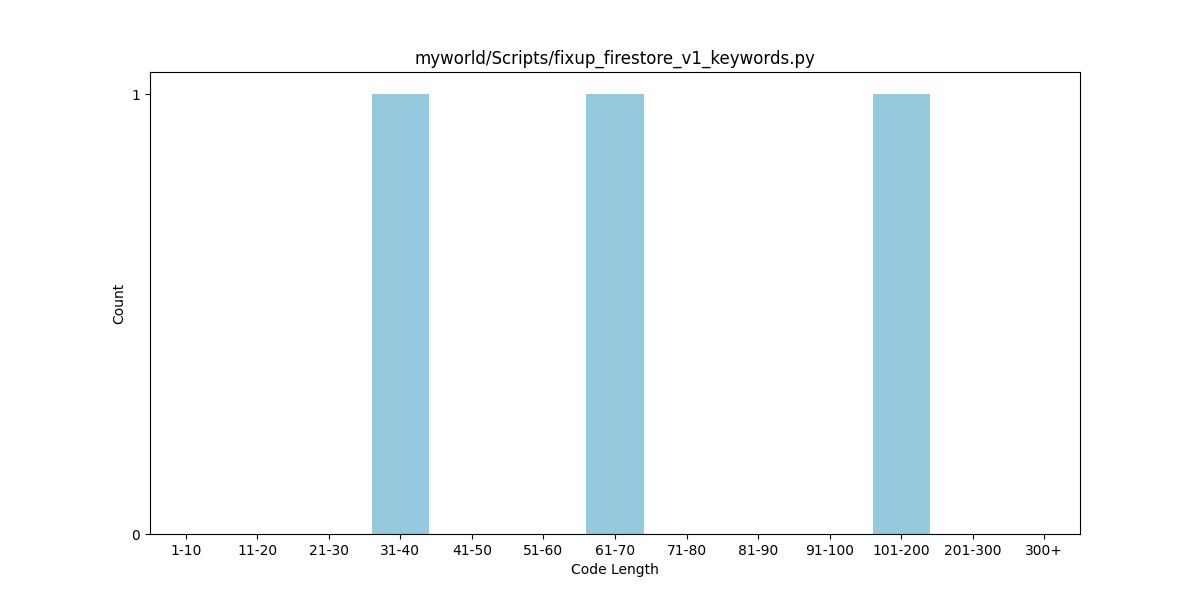 myworld/Scripts/fixup_firestore_v1_keywords.py
1
Count
0
1-10 11-20 21-30 31-40 41-50 51-60 61-70 71-80 81-90 91-100 101-200 201-300 300+
Code Length